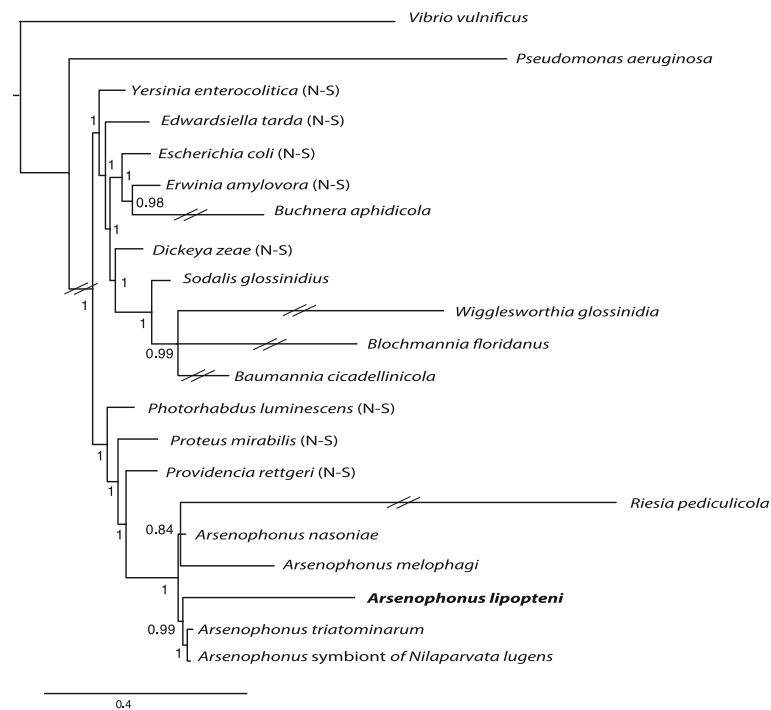 Vibrio vulnificus
Pseudomonas aeruginosa
Yersinia enterocolitica (N-S)
1
Edwardsiella tarda (N-S)
Escherichia coli (N-S)
1
1
Erwinia amylovora (N-S)
0.98
Buchnera aphidicola
1
Dickeya zeae (N-S)
Sodalis glossinidius
1
1
Wigglesworthia glossinidia
1
Blochmannia floridanus
0.99
Baumannia cicadellinicola
Photorhabdus luminescens (N-S)
Proteus mirabilis (N-S)
1
Providencia rettgeri (N-S)
1
Riesia pediculicola
0.84
1
Arsenophonus nasoniae
Arsenophonus melophagi
1
Arsenophonus lipopteni
0.99
Arsenophonus triatominarum
1
Arsenophonus symbiont of Nilaparvata lugens
0.4